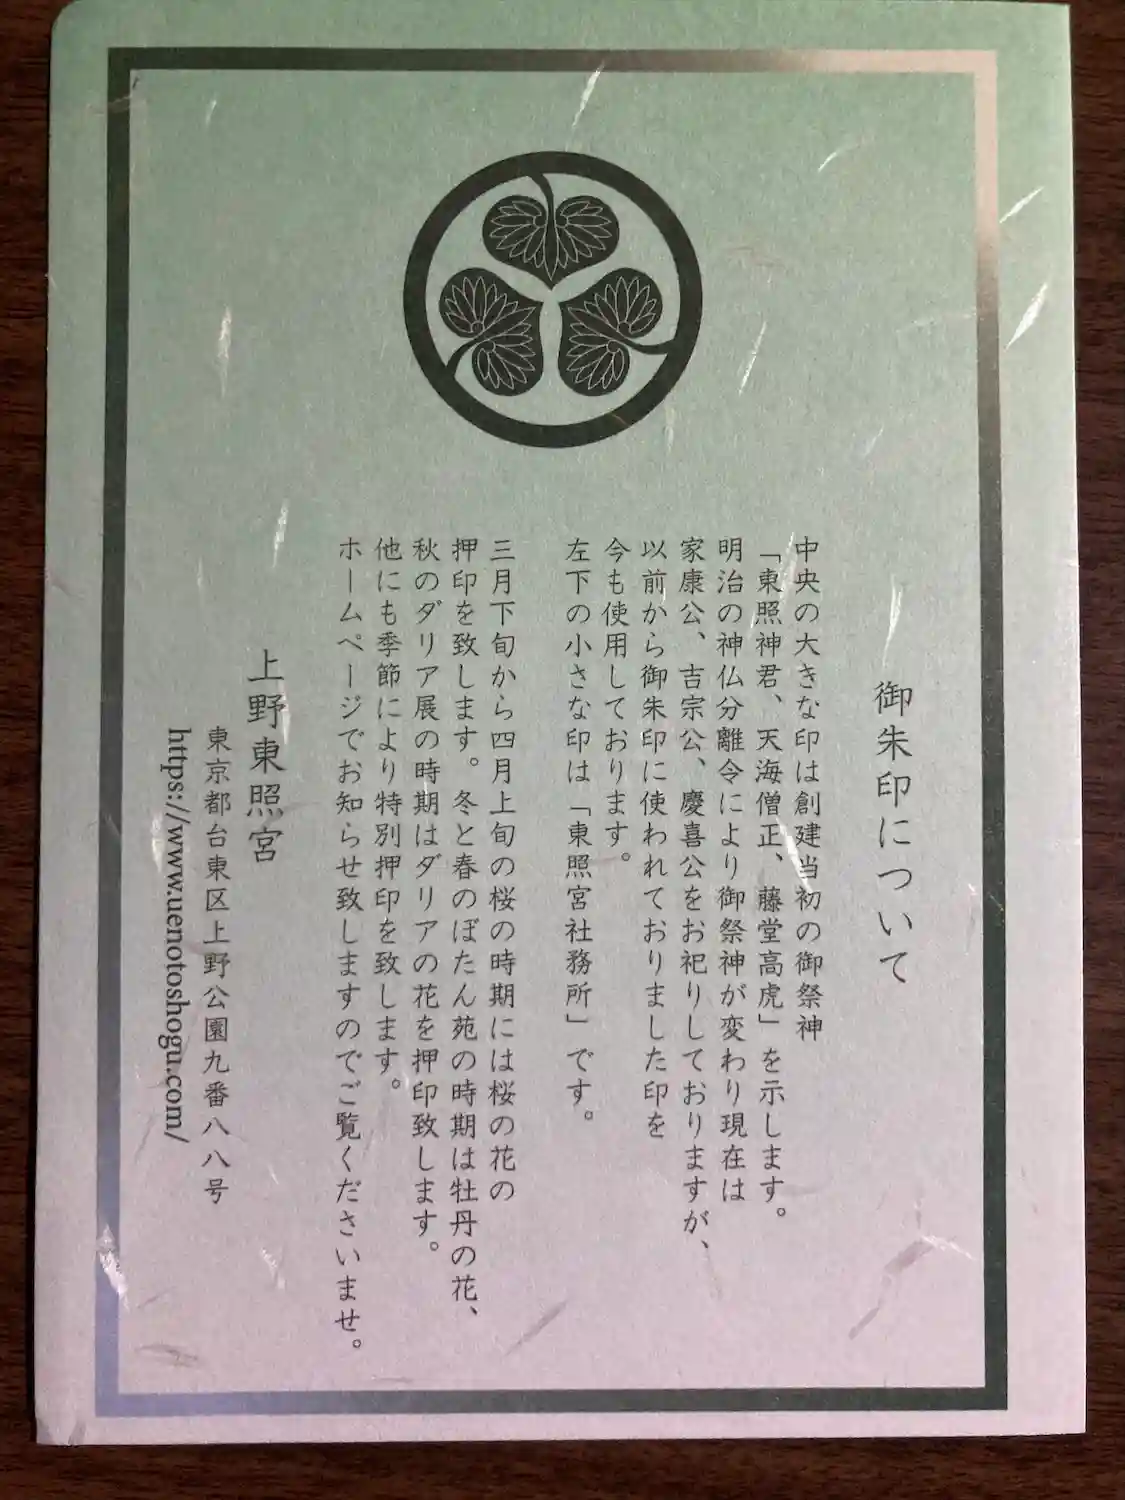 御朱印について
中央の大きな印は創建当初の御祭神
「東照神君、天海僧正、藤堂高虎」を示します。
明治の神仏分離令により御祭神が変わり現在は
家康公、吉宗公、慶喜公をお祀りしておりますが、
以前から御朱印に使われておりました印を
今も使用しております。
左下の小さな印は「東照宮社務所」です。
三月下旬から四月上旬の桜の時期には桜の花の
押印を致します。冬と春のぼたん苑の時期は牡丹の花、
秋のダリア展の時期はダリアの花を押印致します。
他にも季節により特別押印を致します。
ホームページでお知らせ致しますのでご覧くださいませ。
上野東照宮
東京都台東区上野公園九番八八号
https://www.uenotoshogu.com/